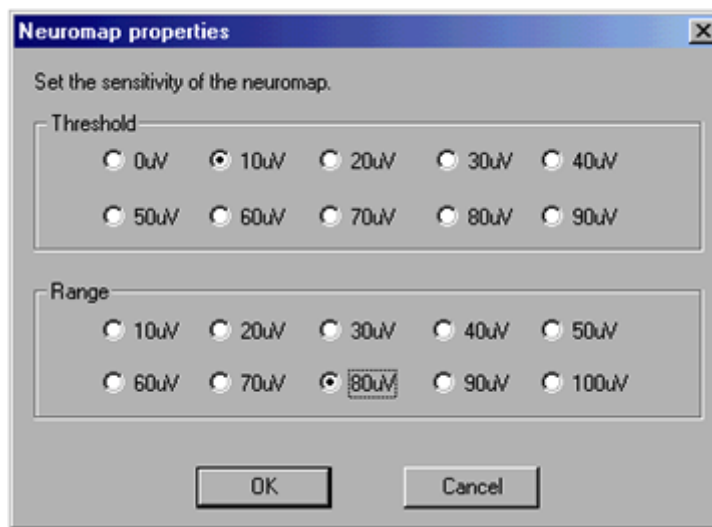 Neuromap properties
Set the sensitivity of the neuromap.
Threshold
0uV 10uV 20uV 30uV 40uV
50uV 60uV 70uV 80uV 90uV
Range
10uV 20uV 30uV 40uV 50uV
60uV 70uV 80uV 90uV 100uV
OK Cancel